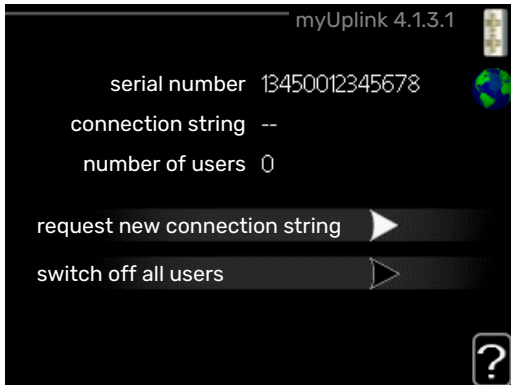 myUplink 4.1.3.1
serial number 13450012345678
connection string --
number of users 0
request new connection string
switch off all users
?